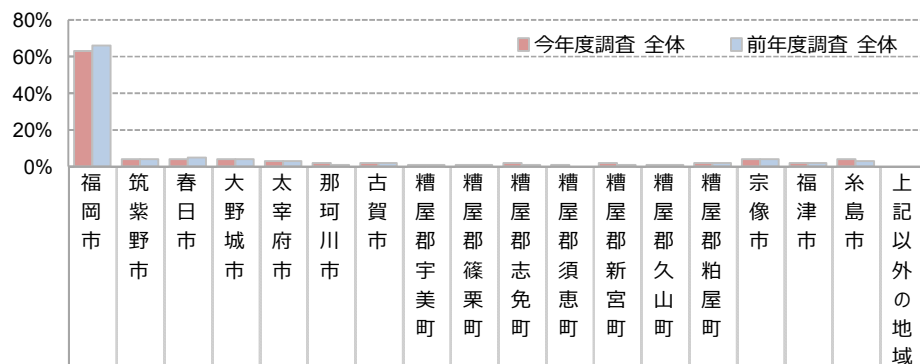 80%
今年度調査 全体
前年度調査 全体
60%
40%
20%
0%
福岡市
筑紫野市
春日市
大野城市
太宰府市
那珂川市
古賀市
糟屋郡宇美町
糟屋郡篠栗町
糟屋郡志免町
糟屋郡須恵町
糟屋郡新宮町
糟屋郡久山町
糟屋郡粕屋町
宗像市
福津市
糸島市
上記以外の地域